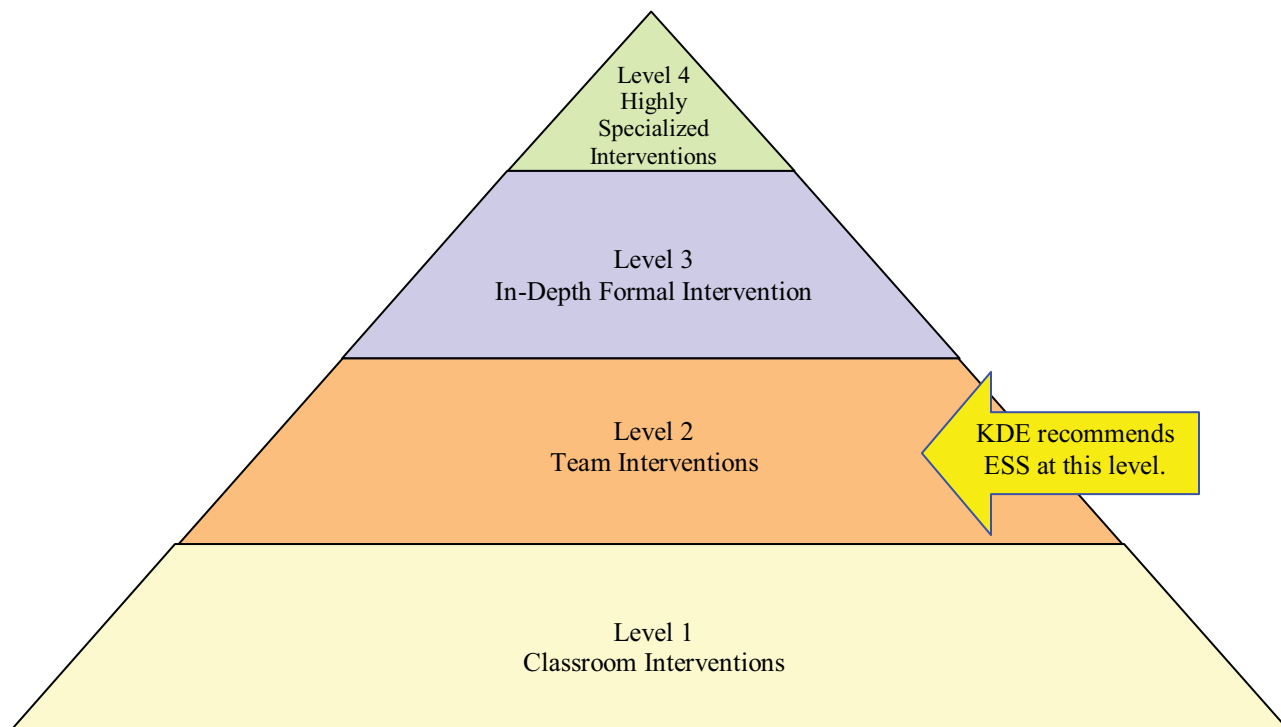 Level 4
Highly
Specialized
Interventions
Level 3
In-Depth Formal Intervention
Level 2
Team Interventions
KDE recommends
ESS at this level.
Level 1
Classroom Interventions